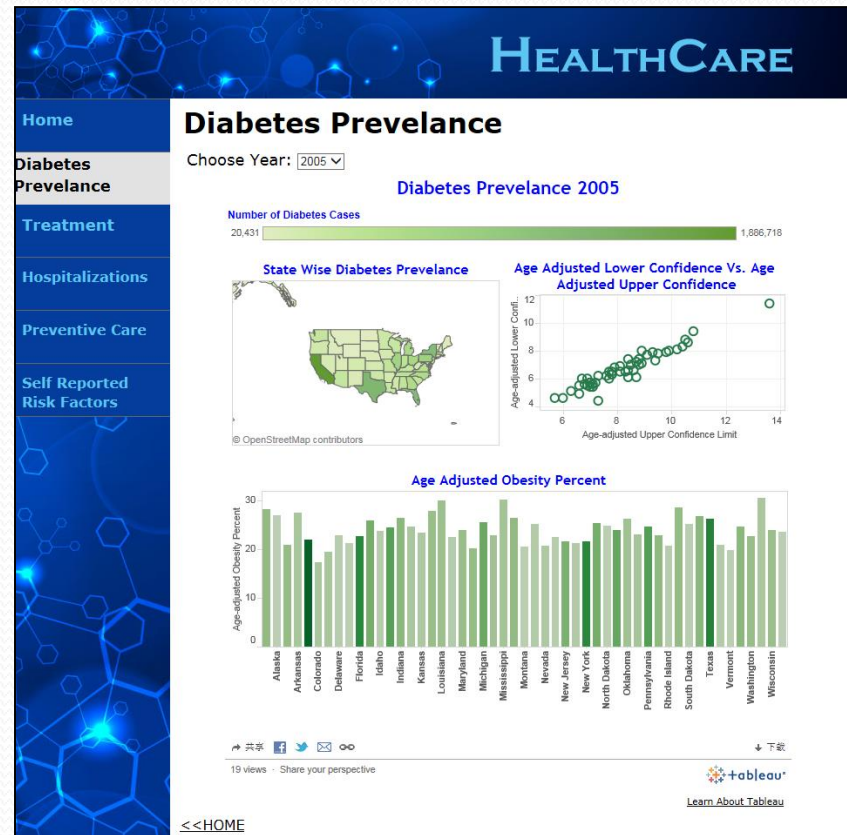 HEALTHCARE
Home
Diabetes
Prevelance
Treatment
Hospitalizations
Preventive Care
Self Reported
Risk Factors
Diabetes Prevelance
Choose Year: 2005
Diabetes Prevelance 2005
Number of Diabetes Cases
20,431 1,886,718
State Wise Diabetes Prevelance
© OpenStreetMap contributors
Age Adjusted Lower Confidence Vs. Age
Adjusted Upper Confidence
Age-adjusted Lower Confi..
12
10
8
6
4
6 8 10 12 14
Age-adjusted Upper Confidence Limit
Age Adjusted Obesity Percent
Age-adjusted Obesity Percent
30
20
10
0
Alaska
Arkansas
Colorado
Delaware
Florida
Idaho
Indiana
Kansas
Louisiana
Maryland
Michigan
Mississippi
Montana
Nevada
New Jersey
New York
North Dakota
Oklahoma
Pennsylvania
Rhode Island
South Dakota
Texas
Vermont
Washington
Wisconsin
共享 下載
19 views · Share your perspective
+ableau
Learn About Tableau
<<HOME